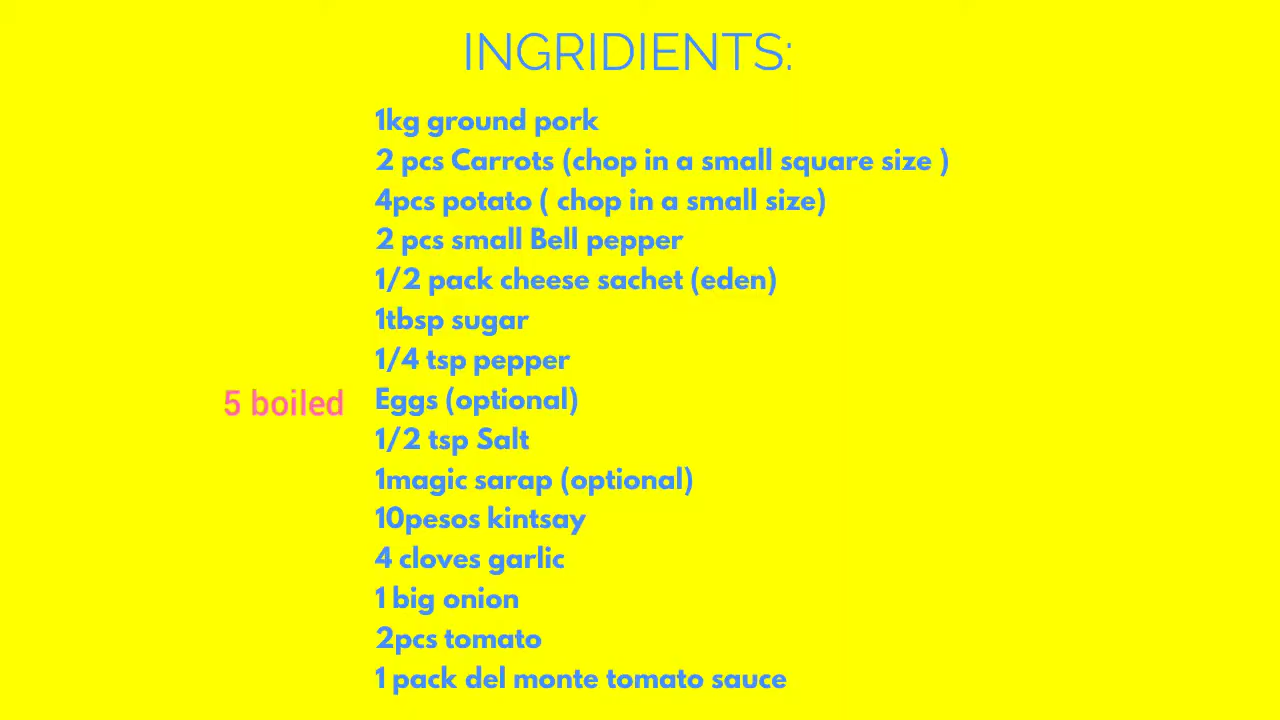 INGRIDIENTS:
1kg ground pork
2 pcs Carrots (chop in a small square size )
4pcs potato ( chop in a small size)
2 pcs small Bell pepper
1/2 pack cheese sachet (eden)
1tbsp sugar
1/4 tsp pepper
5 boiled Eggs (optional)
1/2 tsp Salt
1magic sarap (optional)
10pesos kintsay
4 cloves garlic
1 big onion
2pcs tomato
1 pack del monte tomato sauce